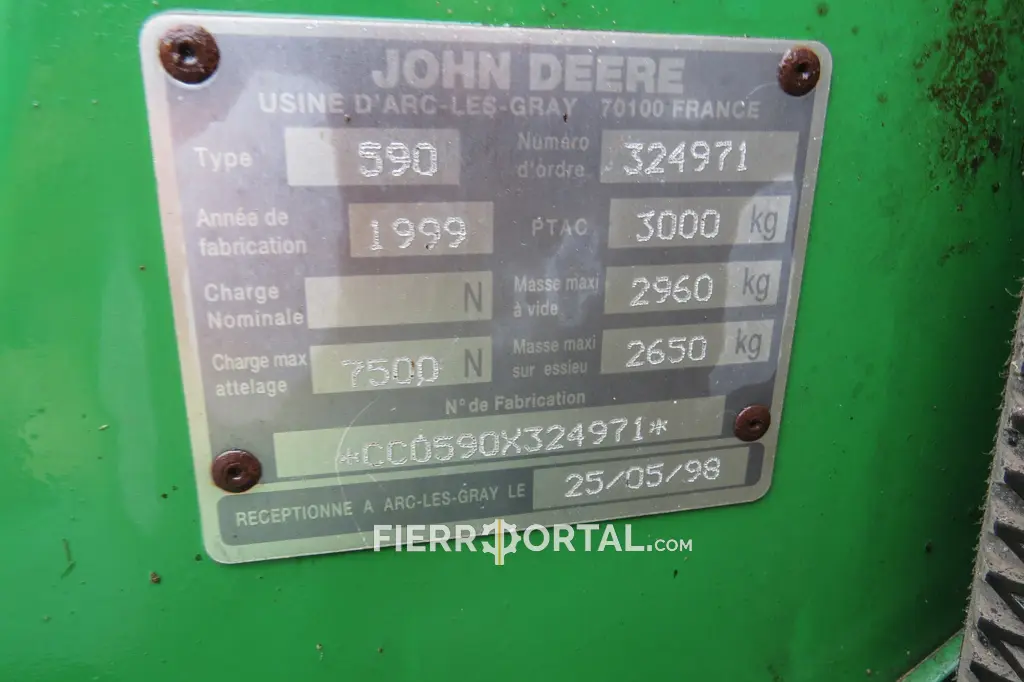 JOHN DEERE
USINE D'ARC-LES-GRAY 70100 FRANCE
Type 590 Numéro d'ordre 324971
Année de fabrication 1999 PTAC 3000 kg
Charge Nominale N Masse maxi à vide 2960 kg
Charge max attelage 7500 N Masse maxi sur essieu 2650 kg
N° de Fabrication
*CC0590X324971*
RECEPTIONNE A ARC-LES-GRAY LE 25/05/98
FIERROPORTAL.COM